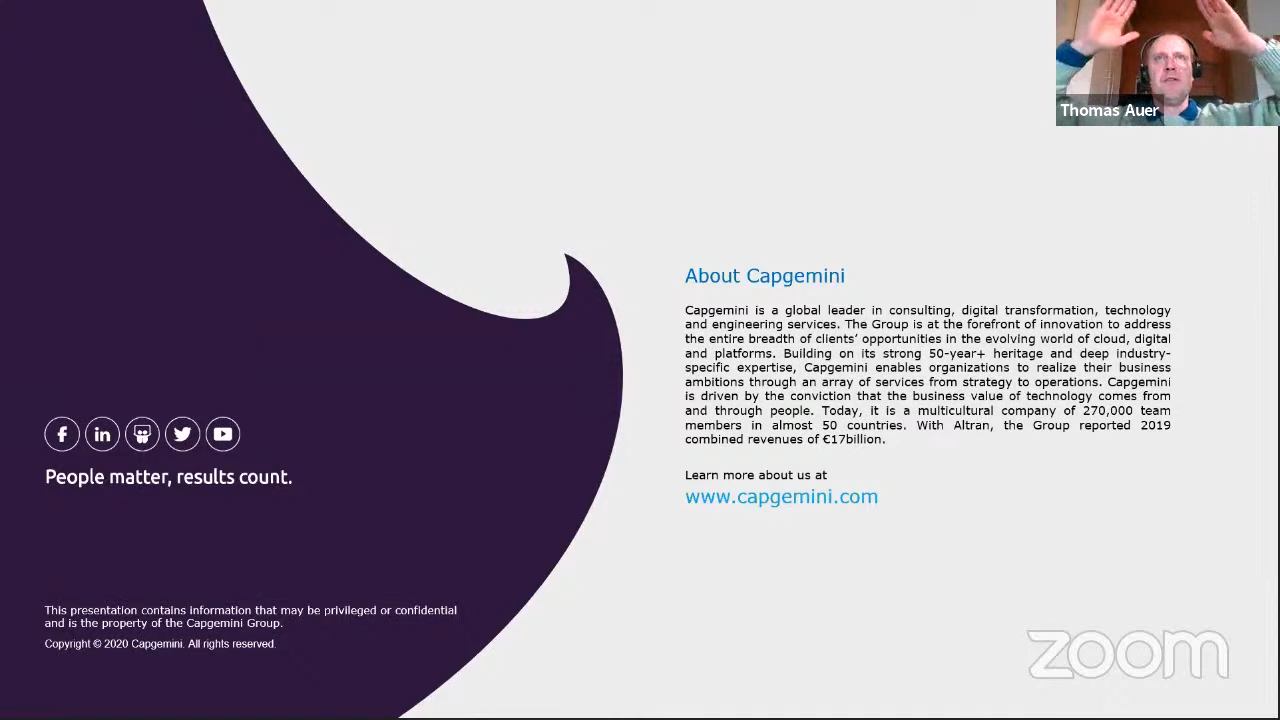 Thomas Auer
About Capgemini
Capgemini is a global leader in consulting, digital transformation, technology
and engineering services. The Group is at the forefront of innovation to address
the entire breadth of clients’ opportunities in the evolving world of cloud, digital
and platforms. Building on its strong 50-year+ heritage and deep industry-
specific expertise, Capgemini enables organizations to realize their business
ambitions through an array of services from strategy to operations. Capgemini
is driven by the conviction that the business value of technology comes from
and through people. Today, it is a multicultural company of 270,000 team
members in almost 50 countries. With Altran, the Group reported 2019
combined revenues of €17billion.
Learn more about us at
www.capgemini.com
People matter, results count.
This presentation contains information that may be privileged or confidential
and is the property of the Capgemini Group.
Copyright © 2020 Capgemini. All rights reserved.
zoom